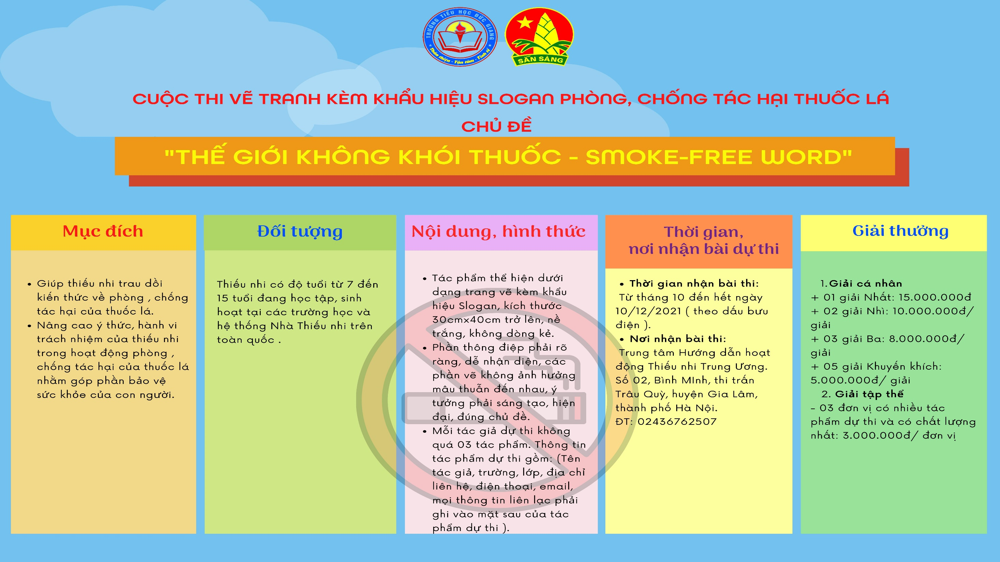 TRƯỜNG TIỂU HỌC ĐỨC GIANG
Thân thiện - Tận tâm - Tinh tế
SẴN SÀNG
CUỘC THI VẼ TRANH KÈM KHẨU HIỆU SLOGAN PHÒNG, CHỐNG TÁC HẠI THUỐC LÁ
CHỦ ĐỀ
"THẾ GIỚI KHÔNG KHÓI THUỐC - SMOKE-FREE WORD"
Mục đích
• Giúp thiếu nhi trau dồi
kiến thức về phòng , chống
tác hại của thuốc lá.
• Nâng cao ý thức, hành vi
trách nhiệm của thiếu nhi
trong hoạt động phòng ,
chống tác hại của thuốc lá
nhằm góp phần bảo vệ
sức khỏe của con người.
Đối tượng
Thiếu nhi có độ tuổi từ 7 đến
15 tuổi đang học tập, sinh
hoạt tại các trường học và
hệ thống Nhà Thiếu nhi trên
toàn quốc .
Nội dung, hình thức
• Tác phẩm thể hiện dưới
dạng trang vẽ kèm khẩu
hiệu Slogan, kích thước
30cmx40cm trở lên, nề
trắng, không dòng kẻ.
• Phần thông điệp phải rõ
ràng, dễ nhận diện, các
phần vẽ không ảnh hưởng
mâu thuẫn đến nhau, ý
tưởng phải sáng tạo, hiện
đại, đúng chủ đề.
• Mỗi tác giả dự thi không
quá 03 tác phẩm. Thông tin
tác phẩm dự thi gồm: (Tên
tác giả, trường, lớp, địa chỉ
liên hệ, điện thoại, email,
mọi thông tin liên lạc phải
ghi vào mặt sau của tác
phẩm dự thi ).
Thời gian,
nơi nhận bài dự thi
• Thời gian nhận bài thi:
Từ tháng 10 đến hết ngày
10/12/2021 ( theo dấu bưu
điện ).
• Nơi nhận bài thi:
Trung tâm Hướng dẫn hoạt
động Thiếu nhi Trung Ương.
Số 02, Bình MInh, thi trấn
Trâu Quỳ, huyện Gia Lâm,
thành phố Hà Nội.
ĐT: 02436762507
Giải thưởng
1. Giải cá nhân
+ 01 giải Nhất: 15.000.000đ
+ 02 giải Nhì: 10.000.000đ/
giải
+ 03 giải Ba: 8.000.000đ/
giải
+ 05 giải Khuyến khích:
5.000.000đ/ giải
2. Giải tập thể
- 03 đơn vị có nhiều tác
phẩm dự thi và có chất lượng
nhất: 3.000.000đ/ đơn vị